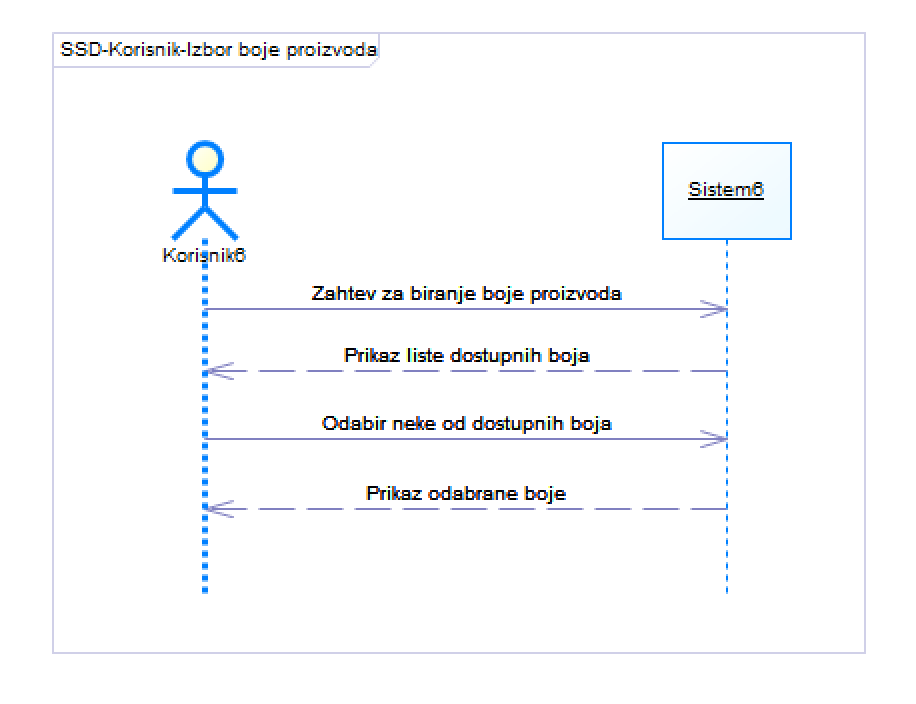 SSD-Korisnik-Izbor boje proizvoda
Korisnik6
Sistem6
Zahtev za biranje boje proizvoda
Prikaz liste dostupnih boja
Odabir neke od dostupnih boja
Prikaz odabrane boje